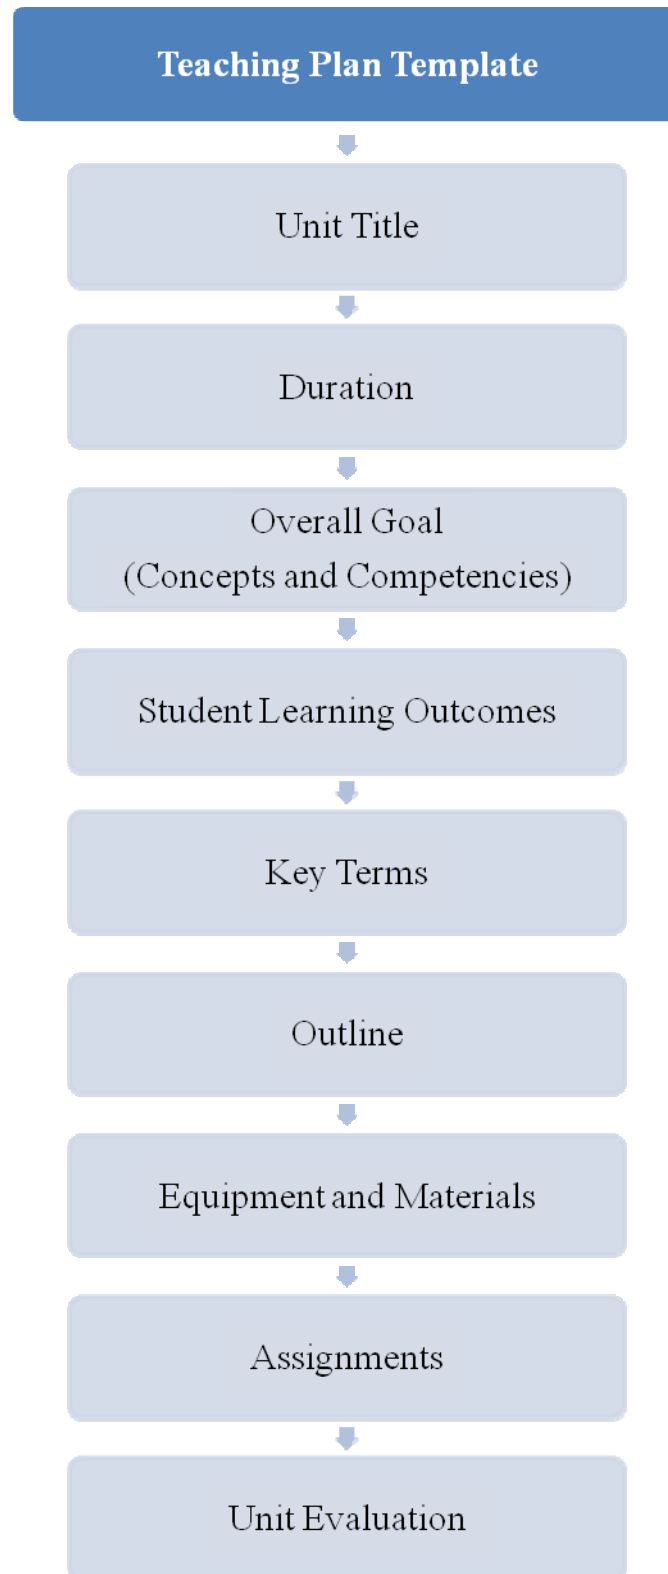 Teaching Plan Template
Unit Title
Duration
Overall Goal
(Concepts and Competencies)
Student Learning Outcomes
Key Terms
Outline
Equipment and Materials
Assignments
Unit Evaluation